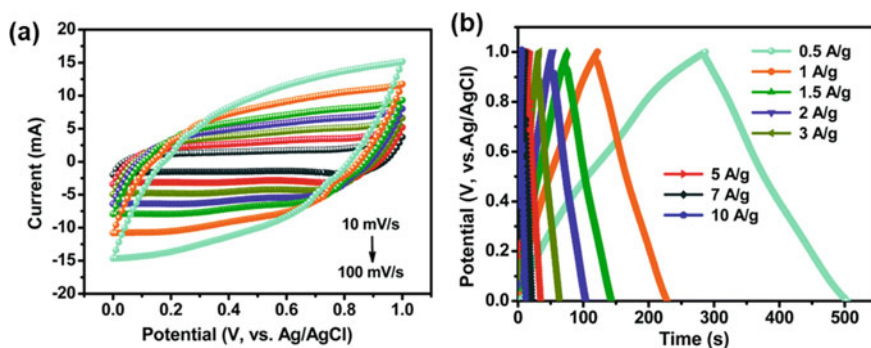 (a)
20
15
10
5
0
-5
-10
-15
-20
Current (mA)
10 mV/s
100 mV/s
0.0 0.2 0.4 0.6 0.8 1.0
Potential (V, vs. Ag/AgCl)
(b)
1.0
0.8
0.6
0.4
0.2
0.0
Potential (V, vs.Ag/AgCl)
0.5 A/g
1 A/g
1.5 A/g
2 A/g
3 A/g
5 A/g
7 A/g
10 A/g
0 100 200 300 400 500
Time (s)